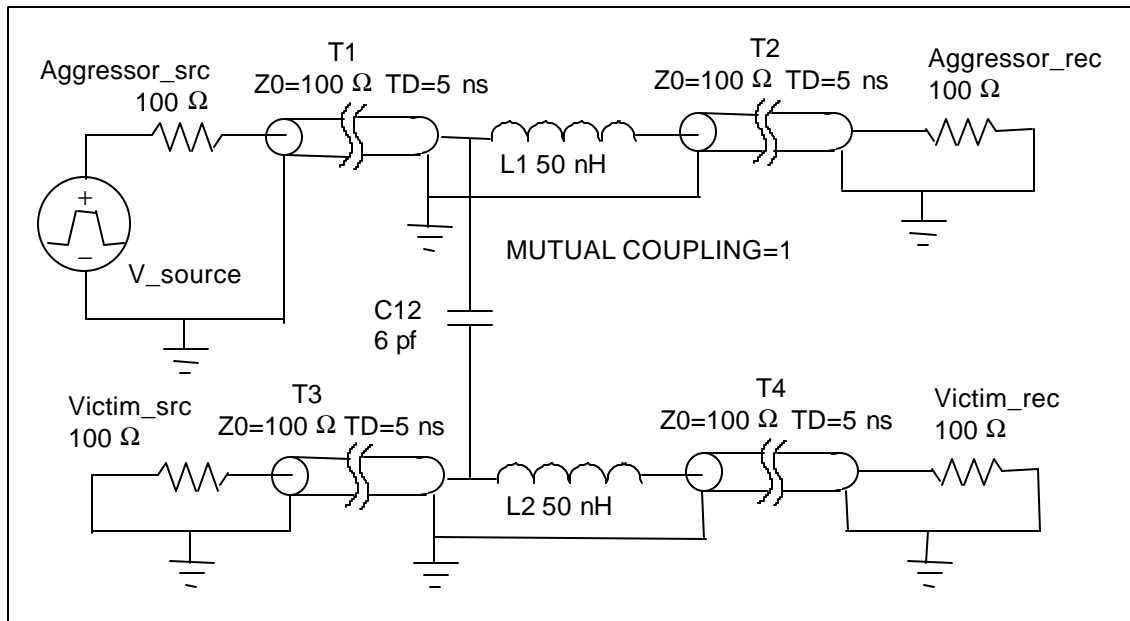 T1
Z0=100 Ω TD=5 ns
T2
Z0=100 Ω TD=5 ns
Aggressor_src
100 Ω
Aggressor_rec
100 Ω
L1 50 nH
+
−
V_source
MUTUAL COUPLING=1
C12
6 pf
T3
Z0=100 Ω TD=5 ns
T4
Z0=100 Ω TD=5 ns
Victim_src
100 Ω
Victim_rec
100 Ω
L2 50 nH